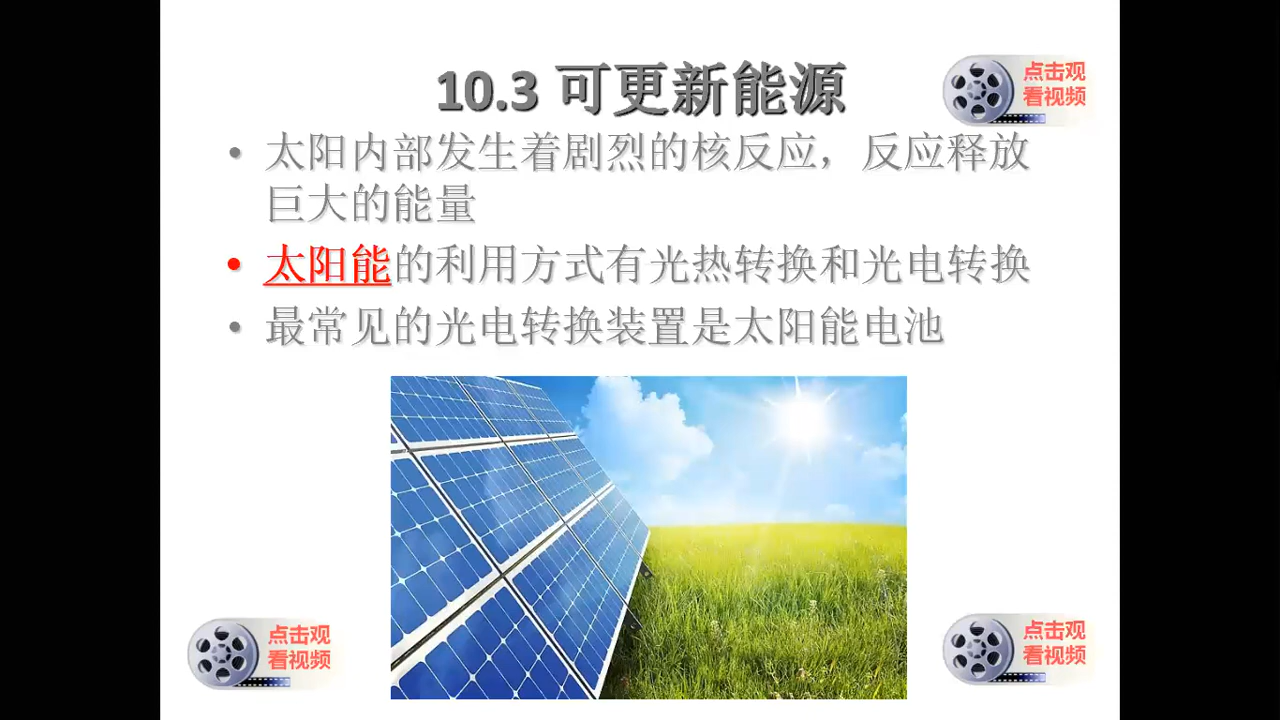 10.3 可更新能源
点击观
看视频
• 太阳内部发生着剧烈的核反应，反应释放
巨大的能量
• 太阳能的利用方式有光热转换和光电转换
• 最常见的光电转换装置是太阳能电池
点击观
看视频
点击观
看视频